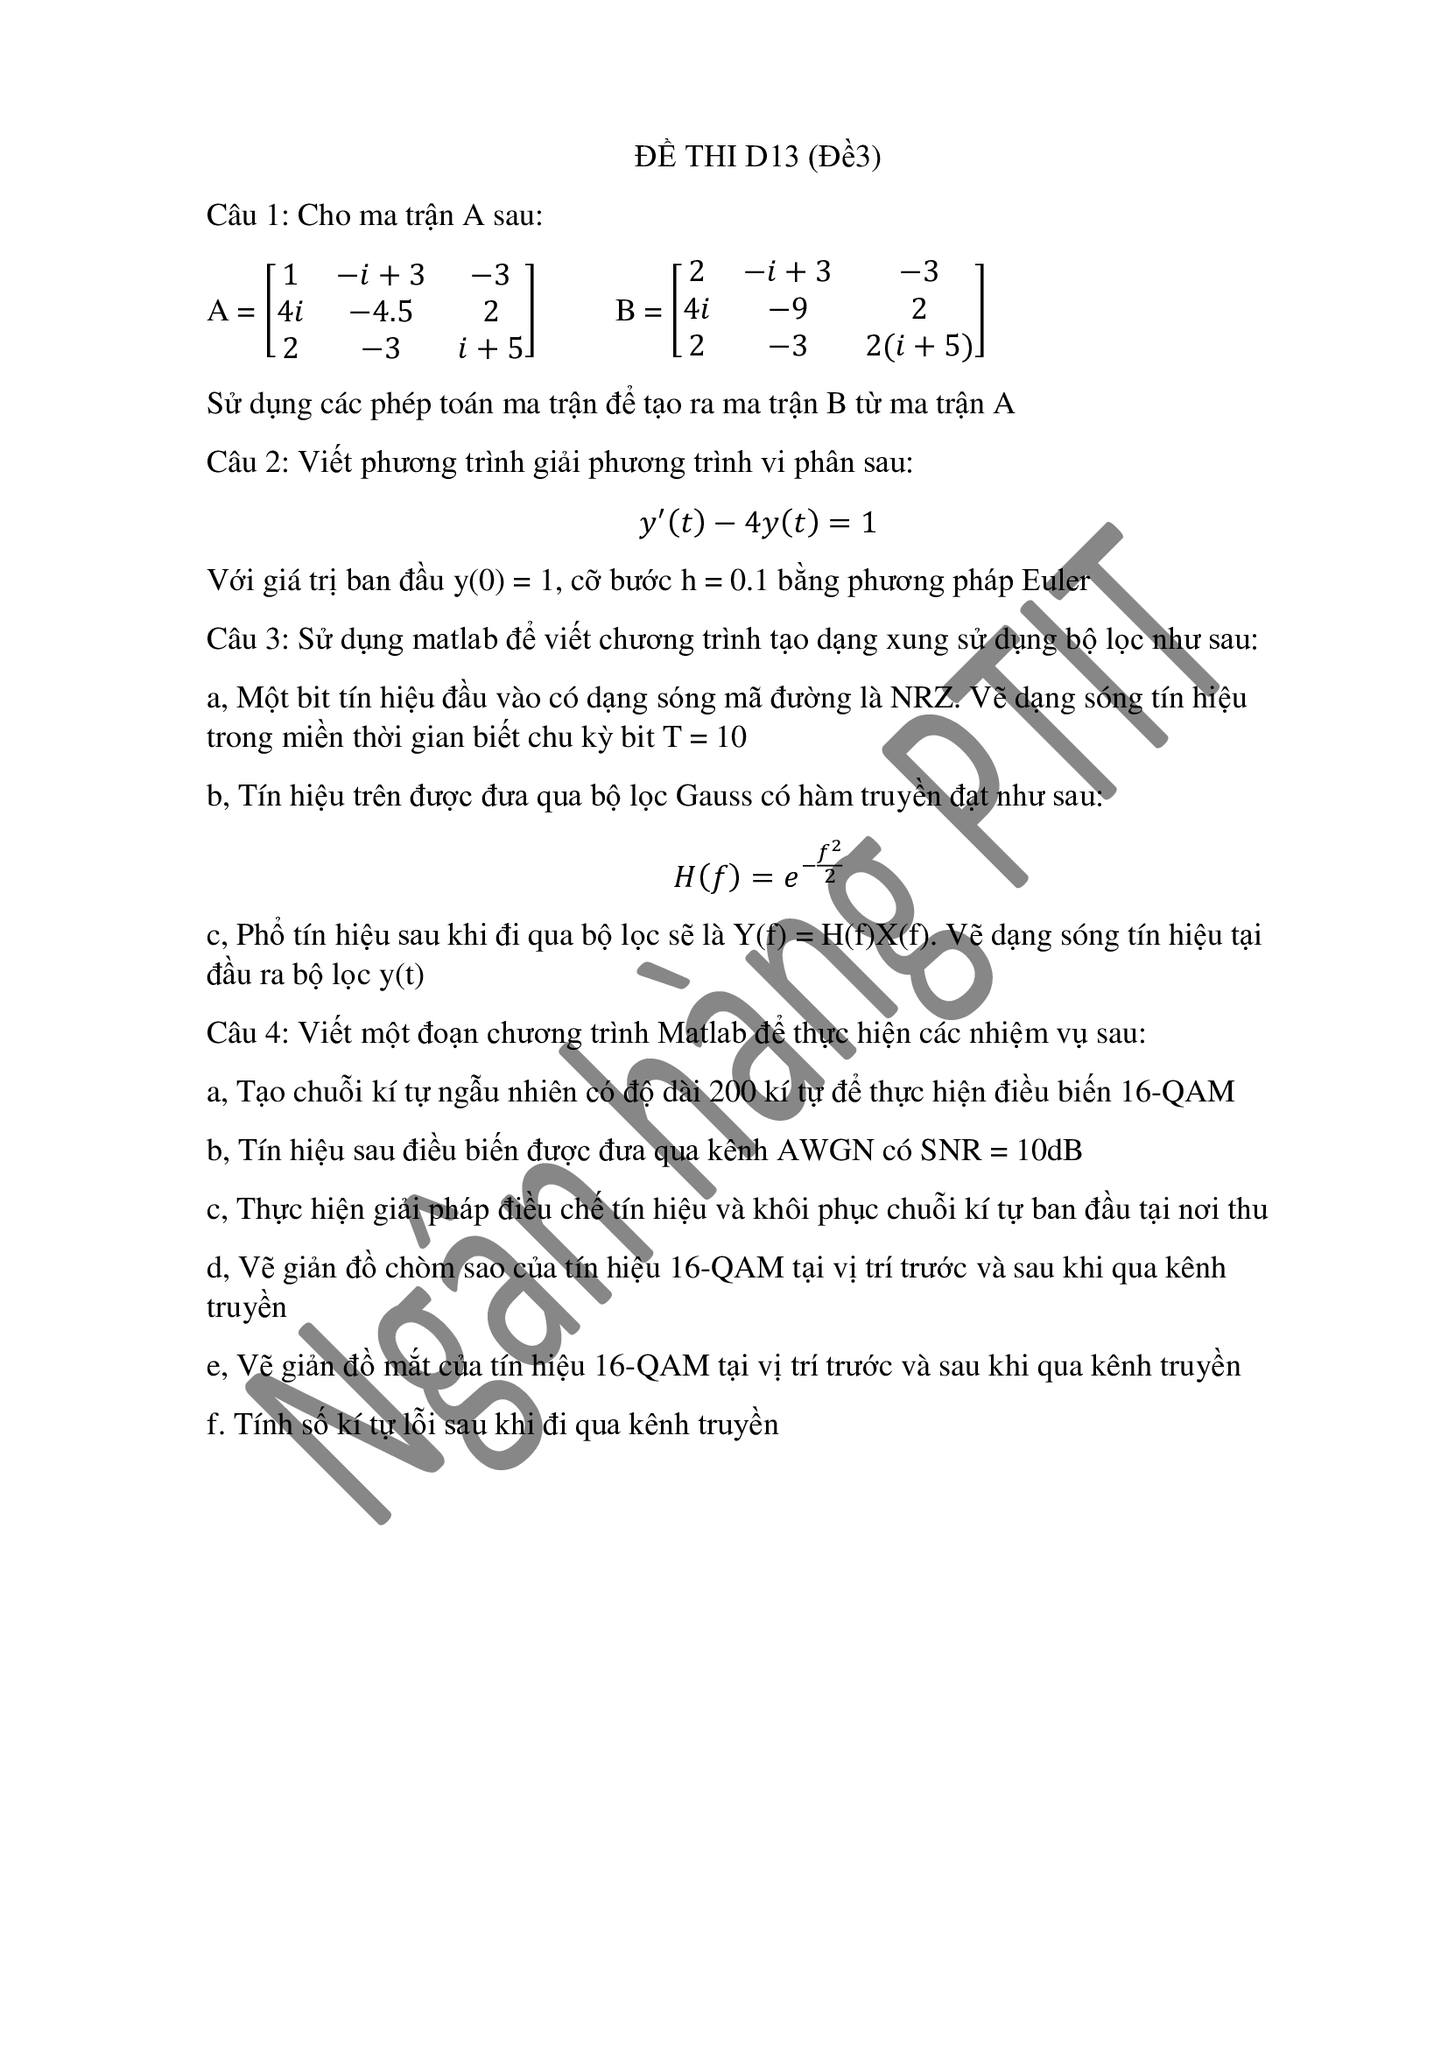 ĐỀ THI D13 (Đề3)
Câu 1: Cho ma trận A sau:
A = [1 −i + 3 −3; 4i −4.5 2; 2 −3 i + 5] B = [2 −i + 3 −3; 4i −9 2; 2 −3 2(i + 5)]
Sử dụng các phép toán ma trận để tạo ra ma trận B từ ma trận A
Câu 2: Viết phương trình giải phương trình vi phân sau:
y′(t) − 4y(t) = 1
Với giá trị ban đầu y(0) = 1, cỡ bước h = 0.1 bằng phương pháp Euler
Câu 3: Sử dụng matlab để viết chương trình tạo dạng xung sử dụng bộ lọc như sau:
a, Một bit tín hiệu đầu vào có dạng sóng mã đường là NRZ. Vẽ dạng sóng tín hiệu
trong miền thời gian biết chu kỳ bit T = 10
b, Tín hiệu trên được đưa qua bộ lọc Gauss có hàm truyền đạt như sau:
H(f) = e^(−f²/2)
c, Phổ tín hiệu sau khi đi qua bộ lọc sẽ là Y(f) = H(f)X(f). Vẽ dạng sóng tín hiệu tại
đầu ra bộ lọc y(t)
Câu 4: Viết một đoạn chương trình Matlab để thực hiện các nhiệm vụ sau:
a, Tạo chuỗi kí tự ngẫu nhiên có độ dài 200 kí tự để thực hiện điều biến 16-QAM
b, Tín hiệu sau điều biến được đưa qua kênh AWGN có SNR = 10dB
c, Thực hiện giải pháp điều chế tín hiệu và khôi phục chuỗi kí tự ban đầu tại nơi thu
d, Vẽ giản đồ chòm sao của tín hiệu 16-QAM tại vị trí trước và sau khi qua kênh
truyền
e, Vẽ giản đồ mắt của tín hiệu 16-QAM tại vị trí trước và sau khi qua kênh truyền
f. Tính số kí tự lỗi sau khi đi qua kênh truyền
Ngân hàng PTIT